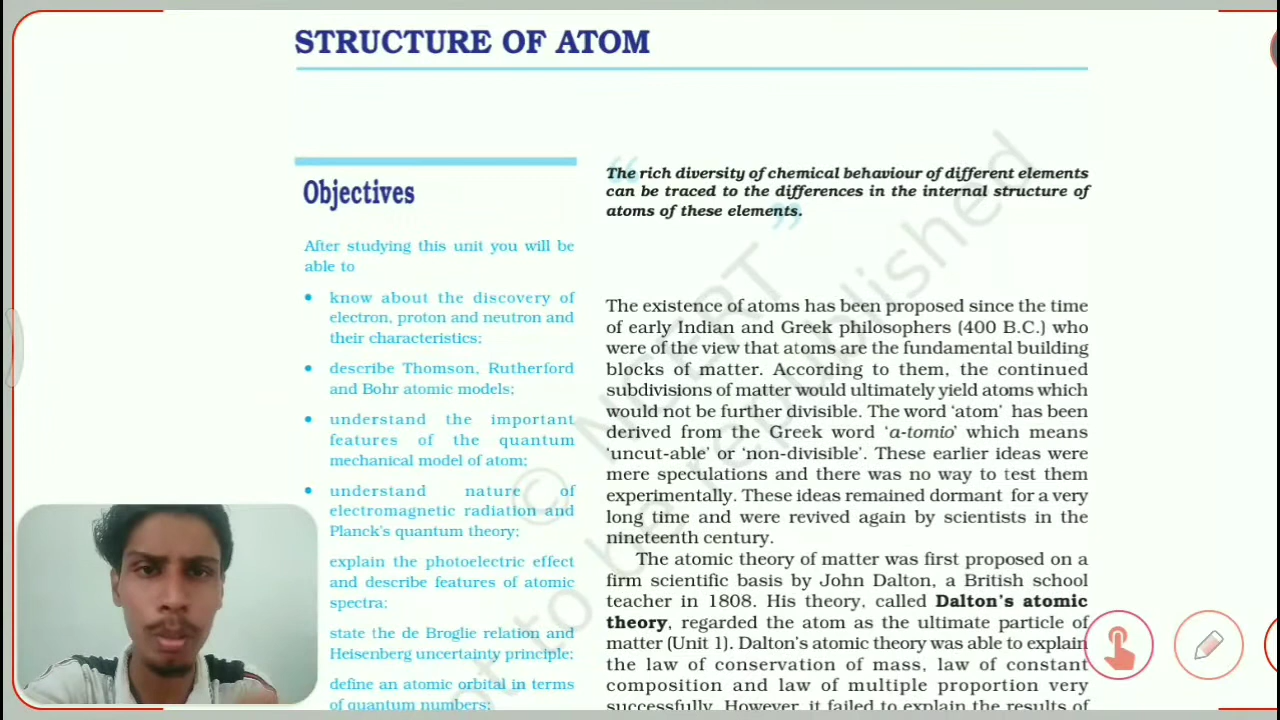 STRUCTURE OF ATOM
Objectives
After studying this unit you will be
able to
• know about the discovery of
electron, proton and neutron and
their characteristics;
• describe Thomson, Rutherford
and Bohr atomic models;
• understand the important
features of the quantum
mechanical model of atom;
• understand nature of
electromagnetic radiation and
Planck's quantum theory;
explain the photoelectric effect
and describe features of atomic
spectra;
state the de Broglie relation and
Heisenberg uncertainty principle;
define an atomic orbital in terms
of quantum numbers;
“
The rich diversity of chemical behaviour of different elements
can be traced to the differences in the internal structure of
atoms of these elements.
”
The existence of atoms has been proposed since the time
of early Indian and Greek philosophers (400 B.C.) who
were of the view that atoms are the fundamental building
blocks of matter. According to them, the continued
subdivisions of matter would ultimately yield atoms which
would not be further divisible. The word ‘atom’ has been
derived from the Greek word ‘a-tomio’ which means
‘uncut-able’ or ‘non-divisible’. These earlier ideas were
mere speculations and there was no way to test them
experimentally. These ideas remained dormant for a very
long time and were revived again by scientists in the
nineteenth century.
The atomic theory of matter was first proposed on a
firm scientific basis by John Dalton, a British school
teacher in 1808. His theory, called Dalton's atomic
theory, regarded the atom as the ultimate particle of
matter (Unit 1). Dalton's atomic theory was able to explain
the law of conservation of mass, law of constant
composition and law of multiple proportion very
successfully. However, it failed to explain the results of
© NCERT
to be republished